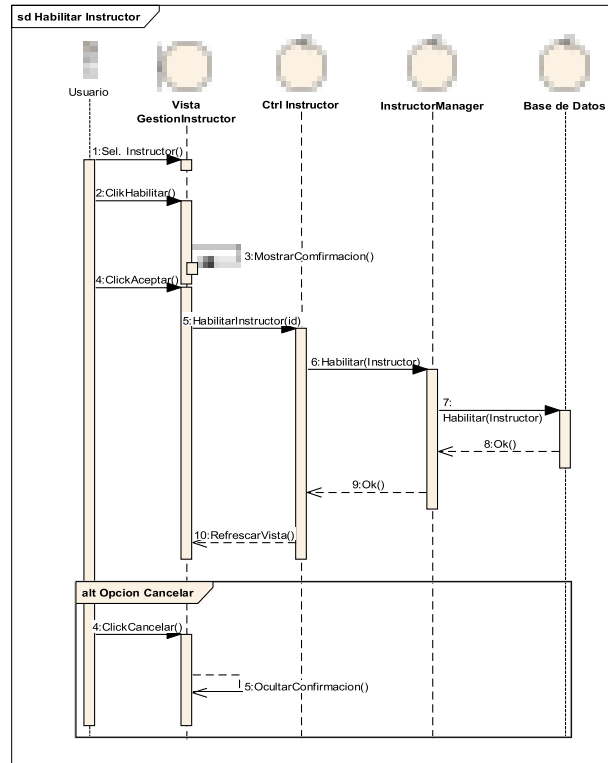 sd Habilitar Instructor
Usuario
Vista
GestionInstructor
Ctrl Instructor
InstructorManager
Base de Datos
1:Sel. Instructor()
2:ClikHabilitar()
3:MostrarComfirmacion()
4:ClickAceptar()
5:HabilitarInstructor(id)
6:Habilitar(Instructor)
7:
Habilitar(Instructor)
8:Ok()
9:Ok()
10:RefrescarVista()
alt Opcion Cancelar
4:ClickCancelar()
5:OcultarConfirmacion()